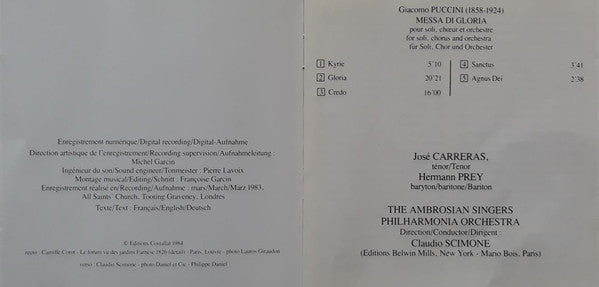 Enregistrement numérique/Digital recording/Digital-Aufnahme
Direction artistique de l'enregistrement/Recording supervision/Aufnahmeleitung :
Michel Garcin
Ingénieur du son/Sound engineer/Tonmeister : Pierre Lavoix
Montage musical/Editing/Schnitt : Françoise Garcin
Enregistrement réalisé en/Recording/Aufnahme : mars/March/März 1983,
All Saints' Church, Tooting Graveney, Londres
Texte/Text : Français/English/Deutsch
© Editions Costallat 1984
recto : Camille Corot - Le forum vu des jardins Farnèse 1826 (détail) - Paris, Louvre - photo Lauros Giraudon
verso : Claudio Scimone - photo Daniel et Cie - Philippe Daniel
Giacomo PUCCINI (1858-1924)
MESSA DI GLORIA
pour soli, chœur et orchestre
for soli, chorus and orchestra
für Soli, Chor und Orchester
1 Kyrie 5'10
2 Gloria 20'21
3 Credo 16'00
4 Sanctus 3'41
5 Agnus Dei 2'38
José CARRERAS,
ténor/Tenor
Hermann PREY
baryton/baritone/Bariton
THE AMBROSIAN SINGERS
PHILHARMONIA ORCHESTRA
Direction/Conductor/Dirigent :
Claudio SCIMONE
(Editions Belwin Mills, New York - Mario Bois, Paris)